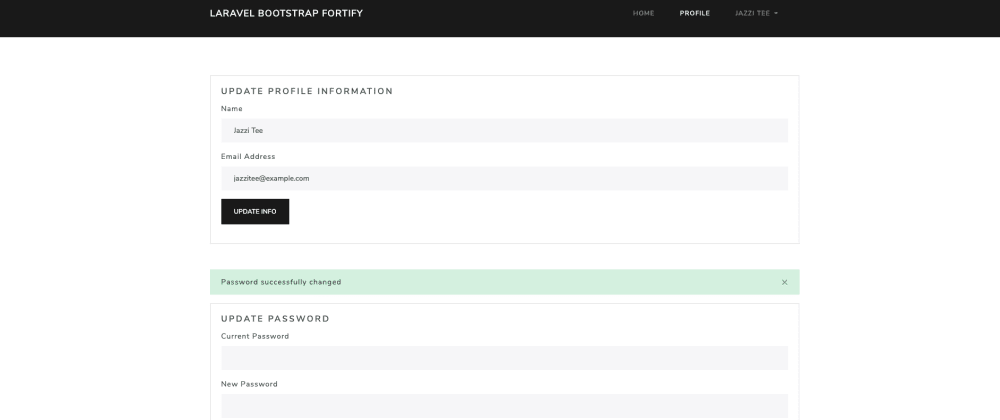 LARAVEL BOOTSTRAP FORTIFY
HOME PROFILE JAZZI TEE
UPDATE PROFILE INFORMATION
Name
Jazzi Tee
Email Address
jazzitee@example.com
UPDATE INFO
Password successfully changed ×
UPDATE PASSWORD
Current Password
New Password